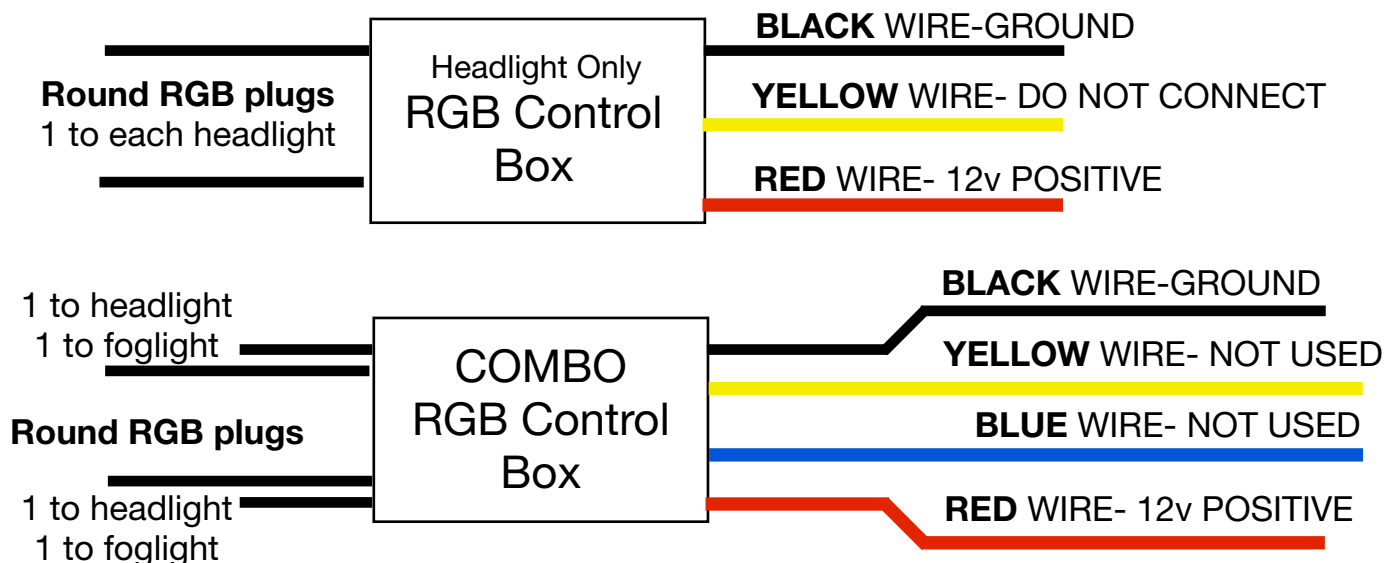 BLACK WIRE-GROUND
Headlight Only
RGB Control
Box
Round RGB plugs
1 to each headlight
YELLOW WIRE- DO NOT CONNECT
RED WIRE- 12v POSITIVE
BLACK WIRE-GROUND
1 to headlight
1 to foglight
COMBO
RGB Control
Box
YELLOW WIRE- NOT USED
Round RGB plugs
BLUE WIRE- NOT USED
1 to headlight
1 to foglight
RED WIRE- 12v POSITIVE